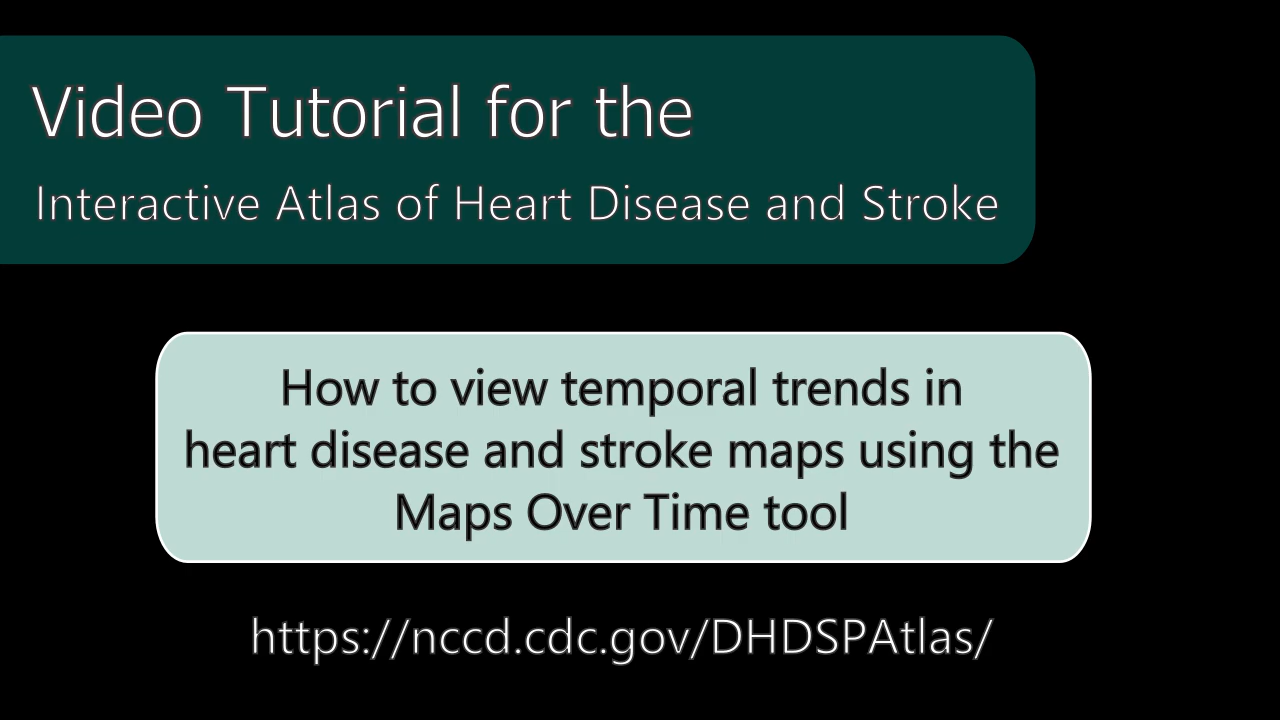 Video Tutorial for the
Interactive Atlas of Heart Disease and Stroke
How to view temporal trends in
heart disease and stroke maps using the
Maps Over Time tool
https://nccd.cdc.gov/DHDSPAtlas/